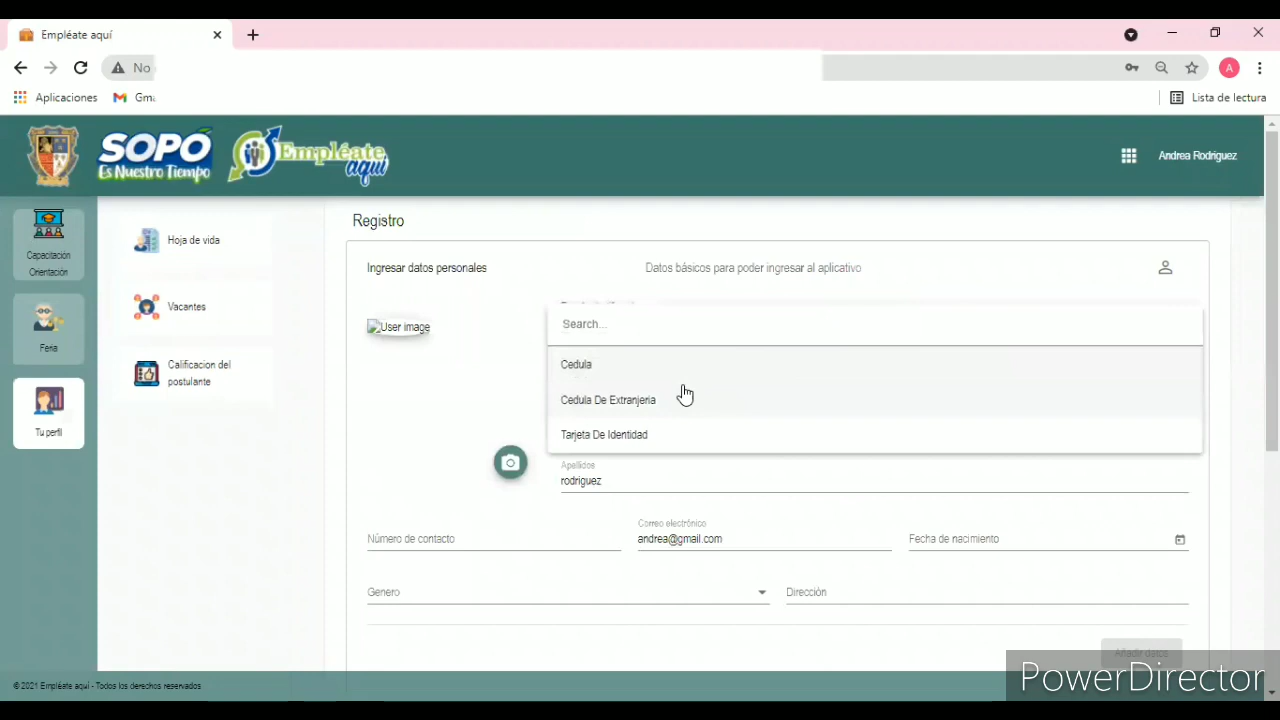 Empléate aquí
No
A
Aplicaciones
Lista de lectura
SOPÓ
Es Nuestro Tiempo
Empléate
aquí
Andrea Rodriguez
Capacitación
Orientación
Feria
Tu perfil
Hoja de vida
Vacantes
Calificacion del
postulante
Registro
Ingresar datos personales
Datos básicos para poder ingresar al aplicativo
User image
Search...
Cedula
Cedula De Extranjeria
Tarjeta De Identidad
Apellidos
rodriguez
Número de contacto
Correo electrónico
andrea@gmail.com
Fecha de nacimiento
Genero
Dirección
Añadir datos
© 2021 Empléate aquí - Todos los derechos reservados
PowerDirector